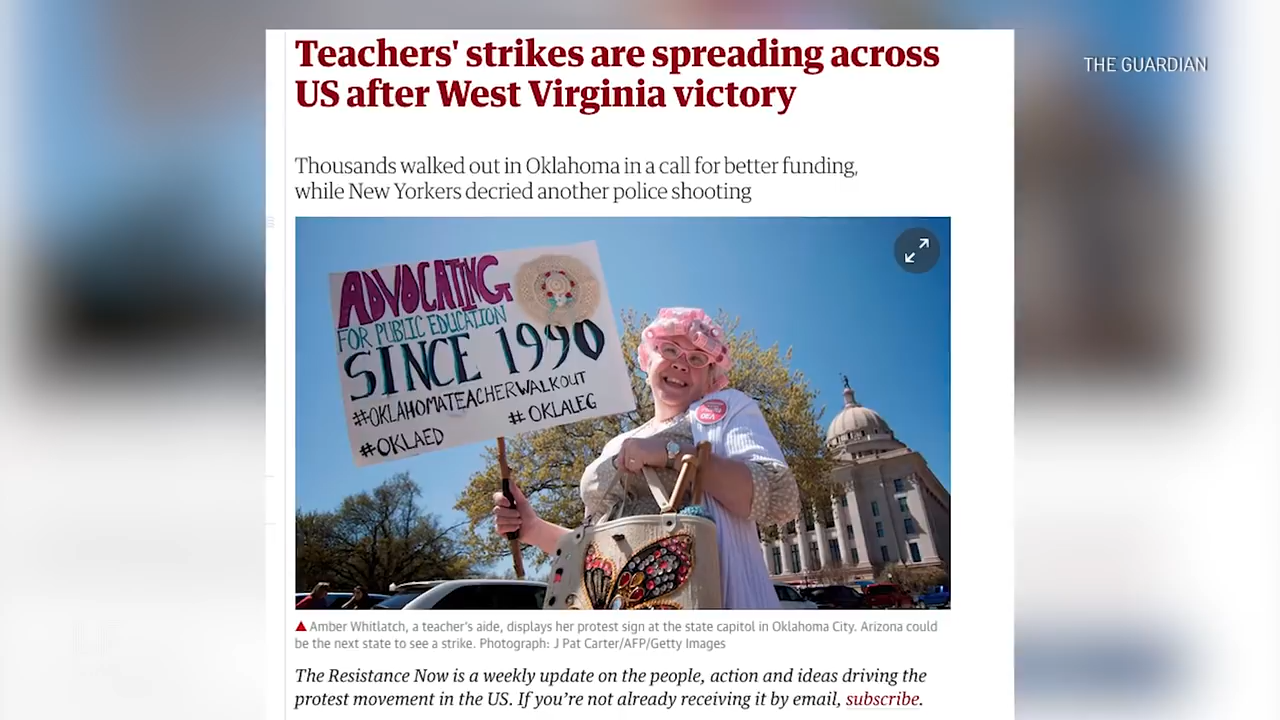 Teachers' strikes are spreading across
US after West Virginia victory
THE GUARDIAN
Thousands walked out in Oklahoma in a call for better funding,
while New Yorkers decried another police shooting
ADVOCATING
FOR PUBLIC EDUCATION
SINCE 1990
#OKLAHOMATEACHERWALKOUT
# OKLALEG
#OKLAED
Amber Whitlatch, a teacher's aide, displays her protest sign at the state capitol in Oklahoma City. Arizona could
be the next state to see a strike. Photograph: J Pat Carter/AFP/Getty Images
The Resistance Now is a weekly update on the people, action and ideas driving the
protest movement in the US. If you’re not already receiving it by email, subscribe.